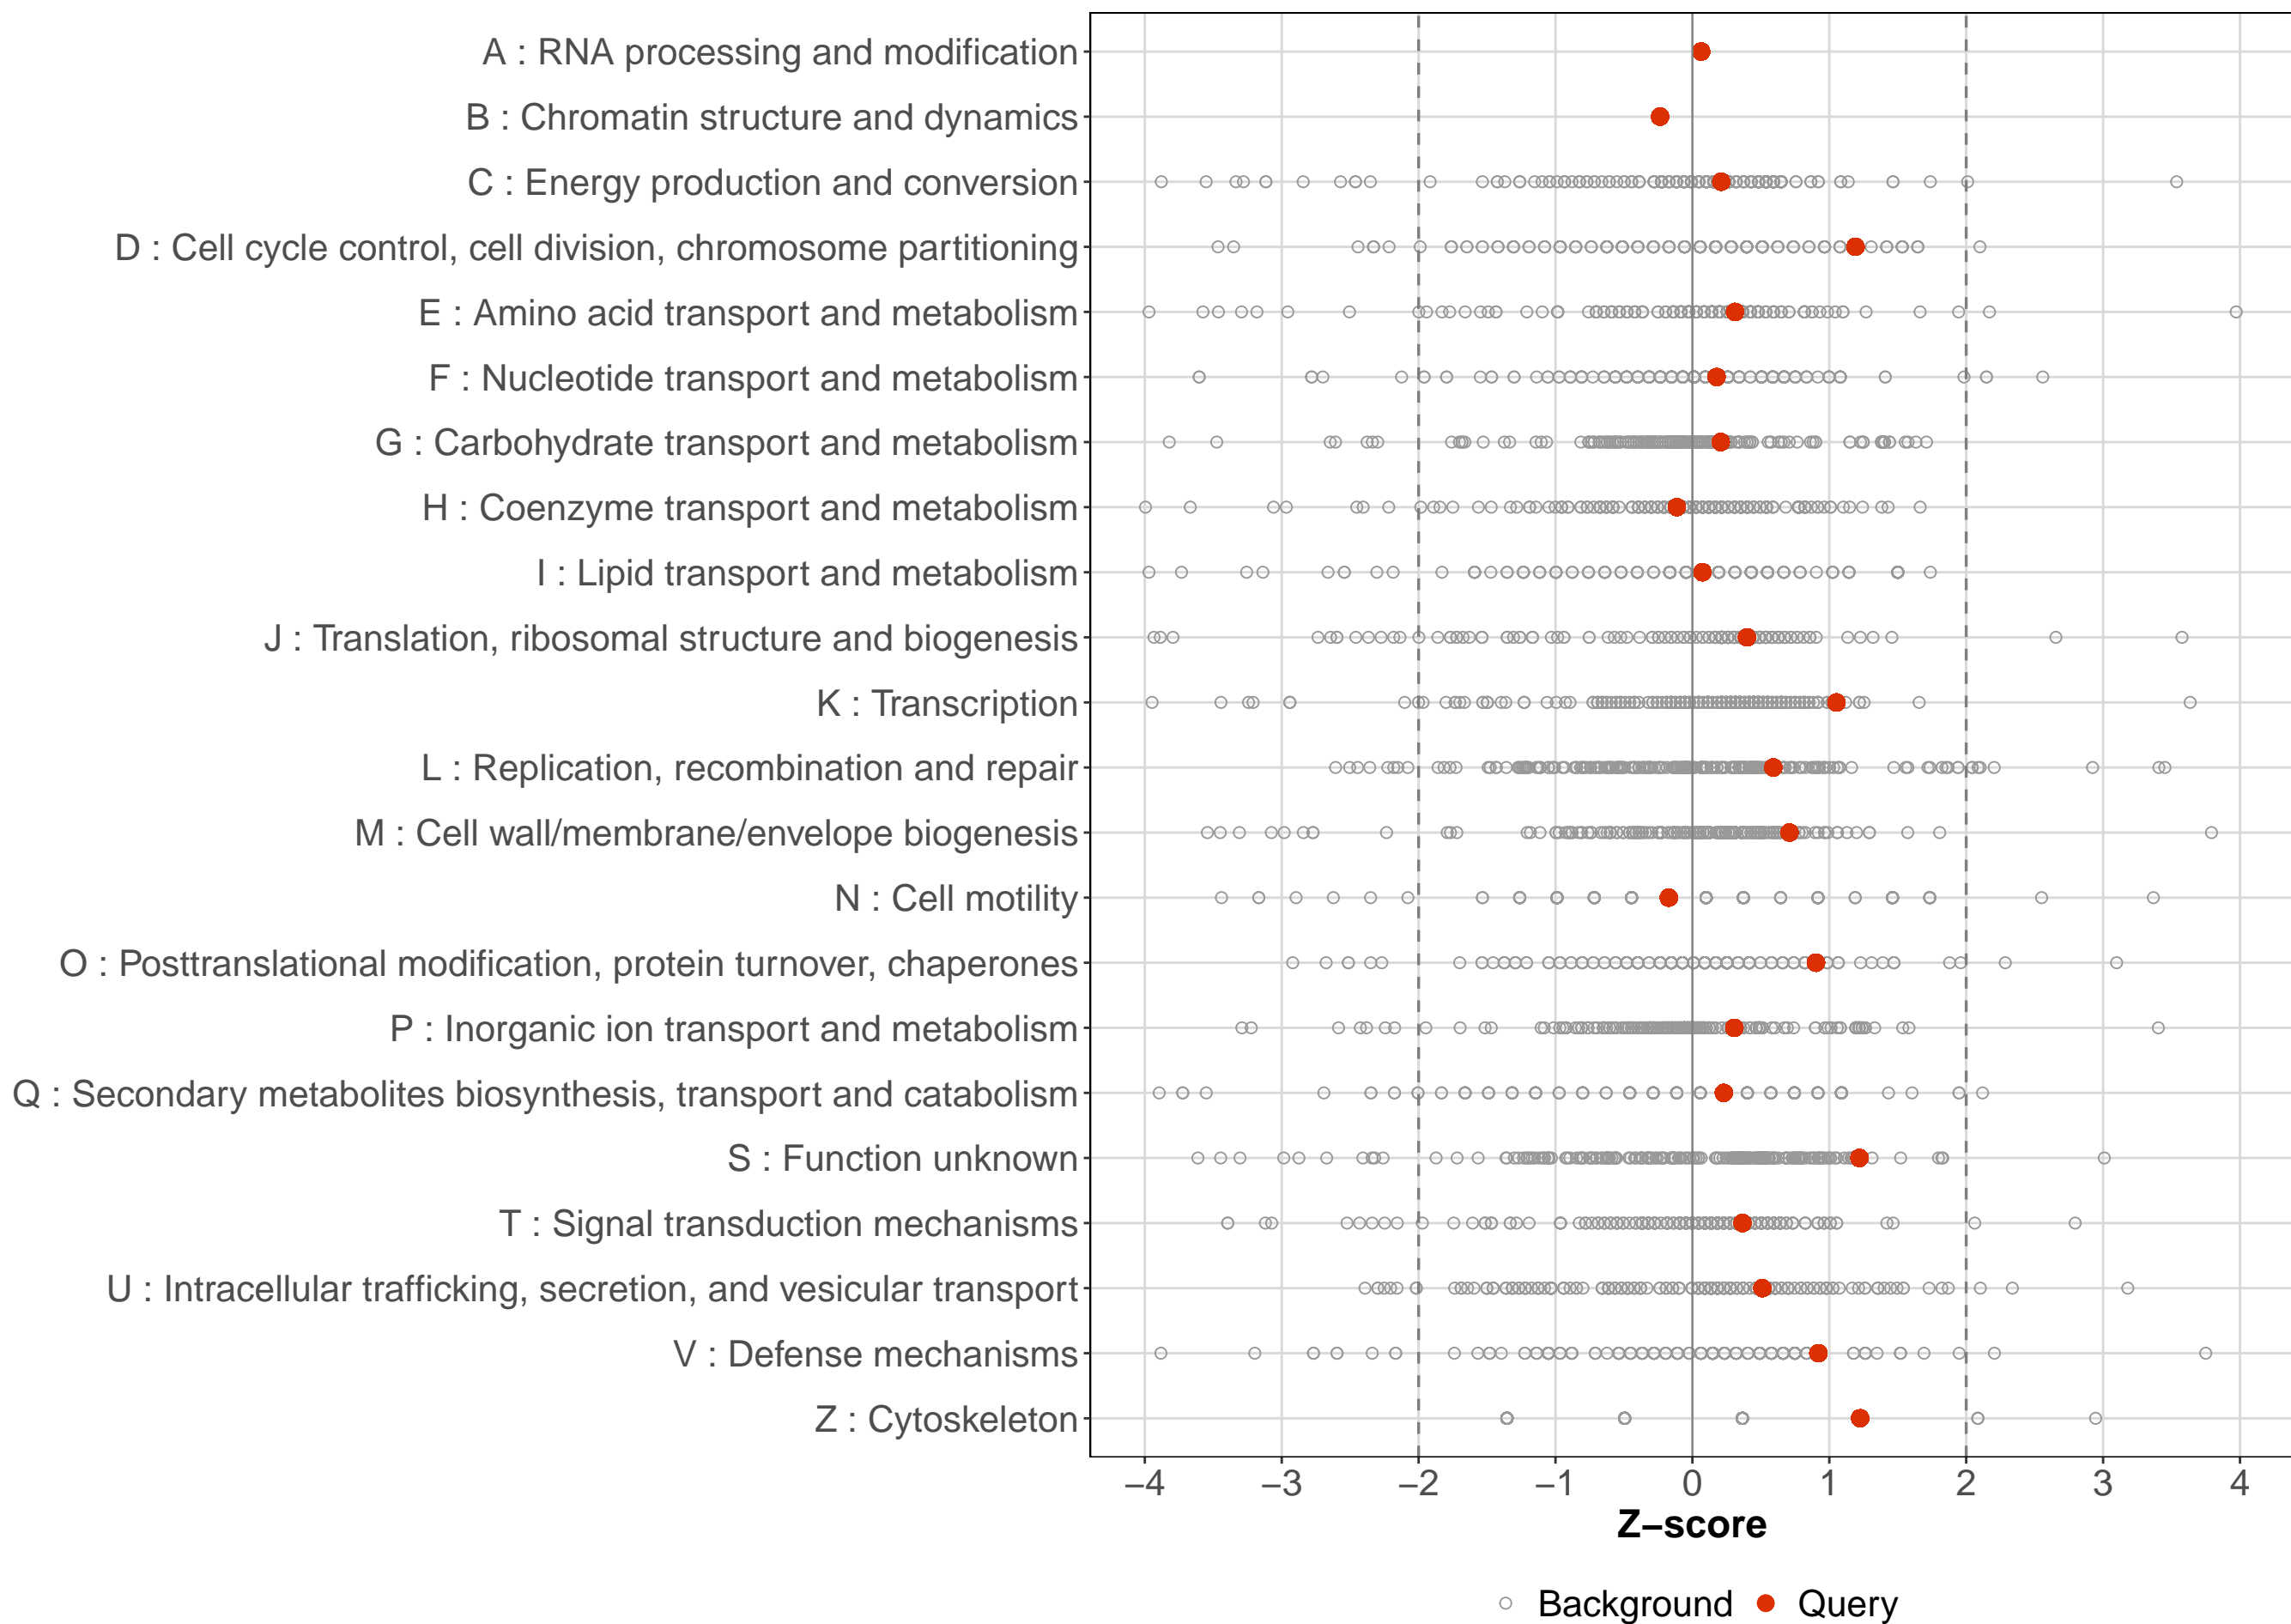 A : RNA processing and modification
B : Chromatin structure and dynamics
C : Energy production and conversion
D : Cell cycle control, cell division, chromosome partitioning
E : Amino acid transport and metabolism
F : Nucleotide transport and metabolism
G : Carbohydrate transport and metabolism
H : Coenzyme transport and metabolism
I : Lipid transport and metabolism
J : Translation, ribosomal structure and biogenesis
K : Transcription
L : Replication, recombination and repair
M : Cell wall/membrane/envelope biogenesis
N : Cell motility
O : Posttranslational modification, protein turnover, chaperones
P : Inorganic ion transport and metabolism
Q : Secondary metabolites biosynthesis, transport and catabolism
S : Function unknown
T : Signal transduction mechanisms
U : Intracellular trafficking, secretion, and vesicular transport
V : Defense mechanisms
Z : Cytoskeleton
−4 −3 −2 −1 0 1 2 3 4
Z−score
Background Query